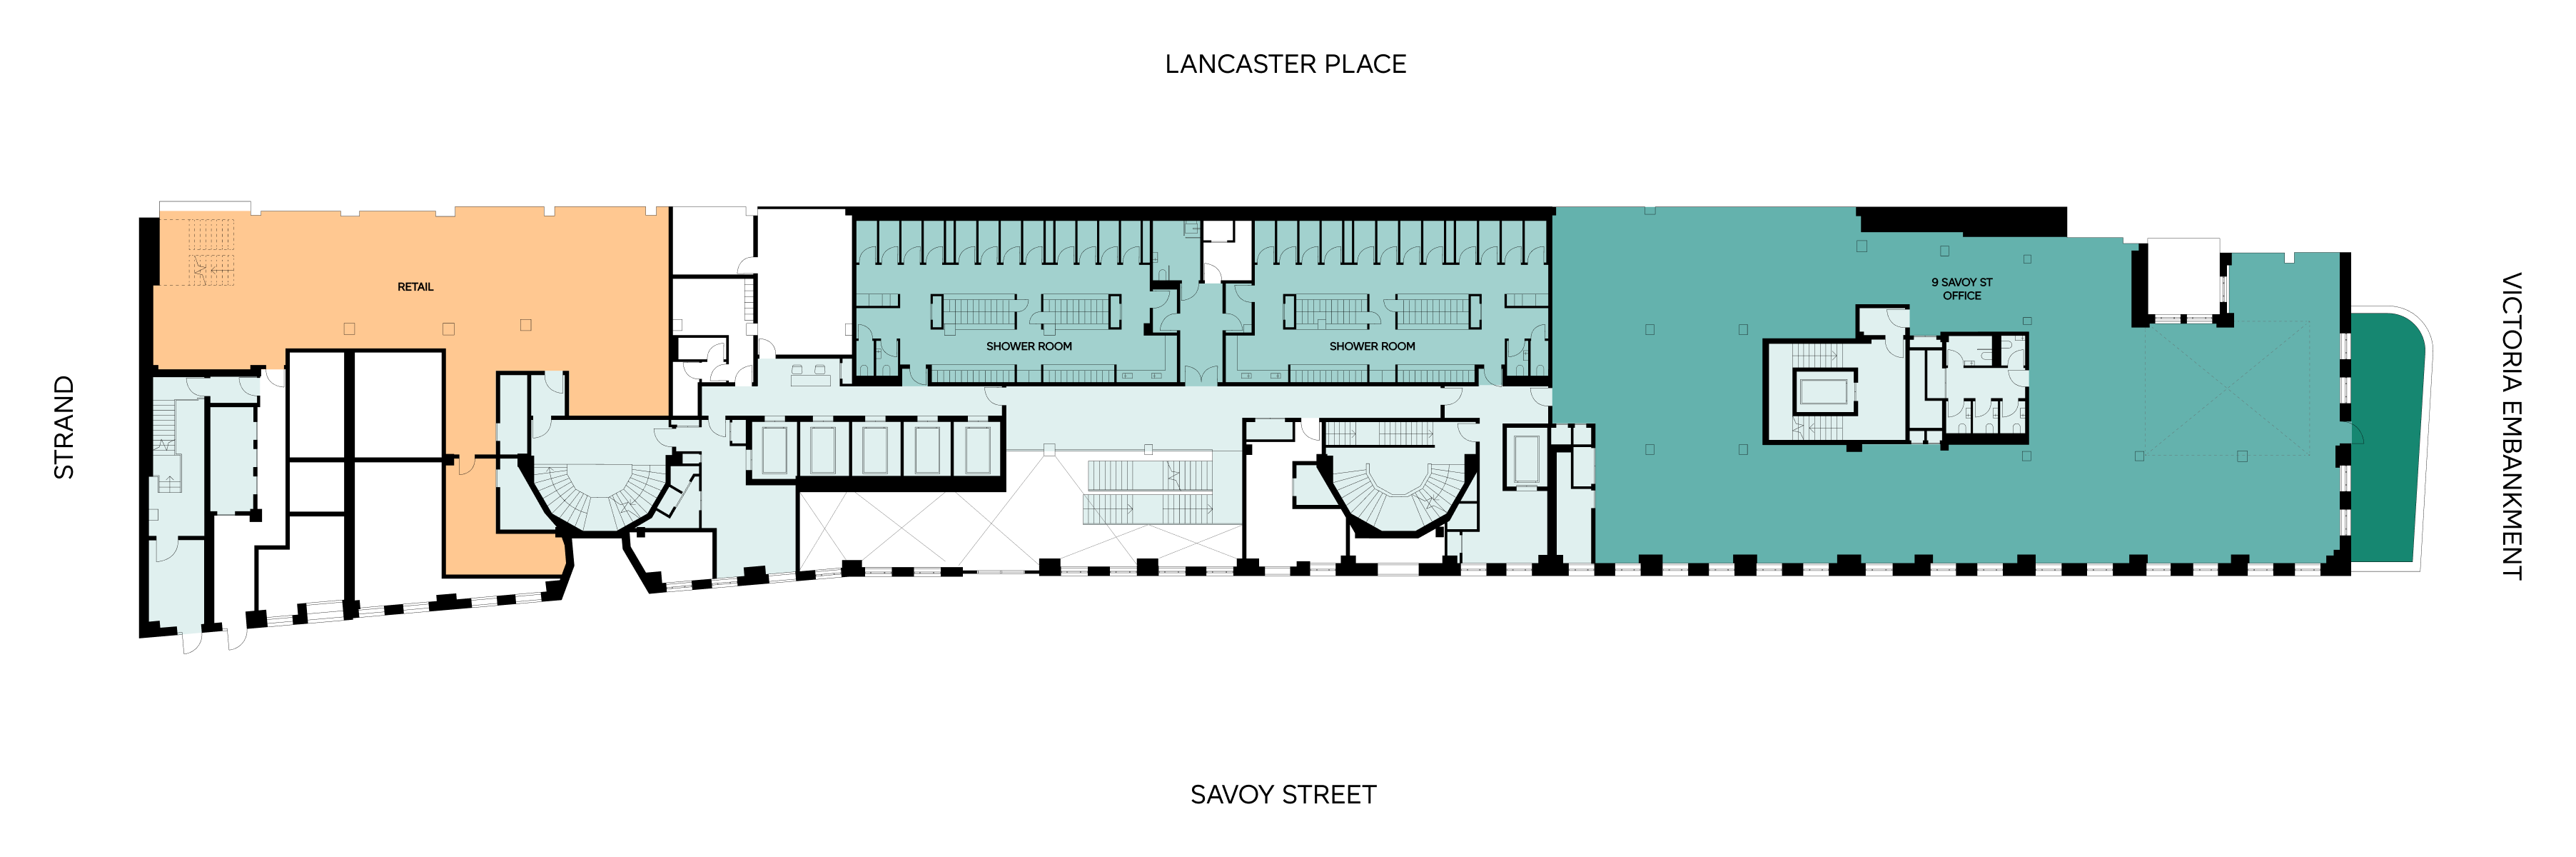 LANCASTER PLACE
RETAIL
9 SAVOY ST
OFFICE
SHOWER ROOM
SHOWER ROOM
STRAND
VICTORIA EMBANKMENT
SAVOY STREET